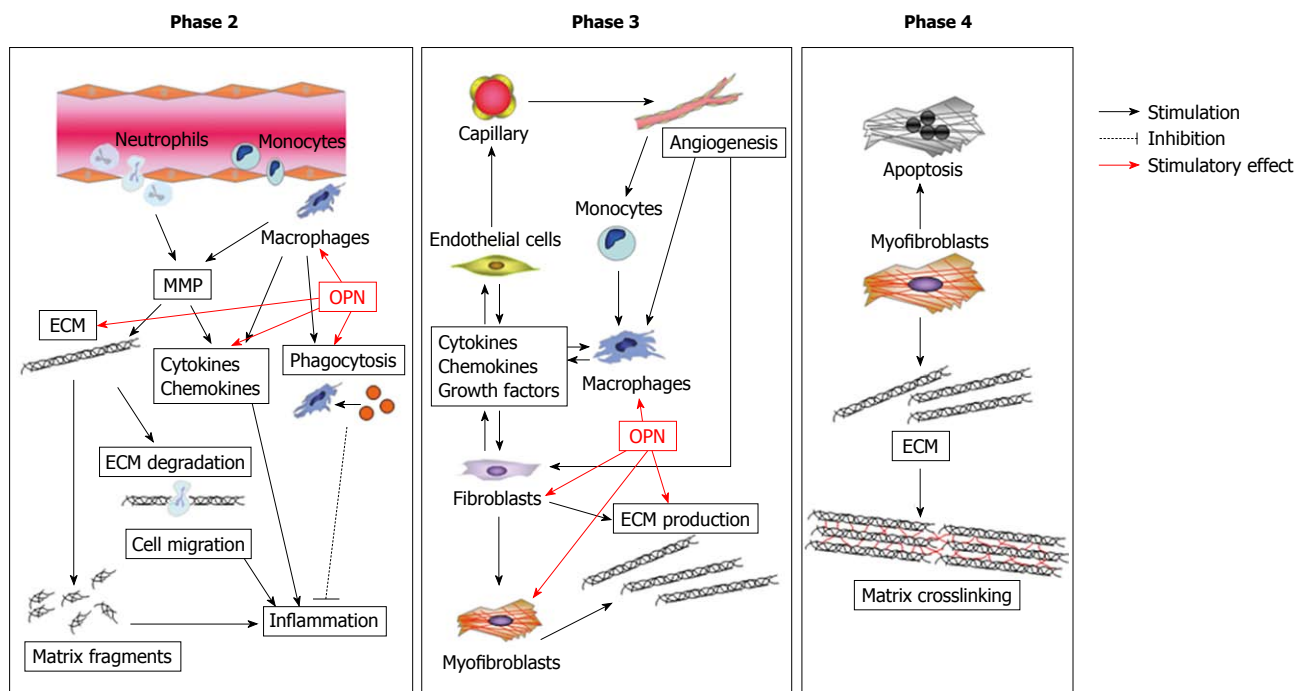 Phase 2
Neutrophils
Monocytes
Macrophages
MMP
OPN
ECM
Cytokines
Chemokines
Phagocytosis
ECM degradation
Cell migration
Inflammation
Matrix fragments
Phase 3
Capillary
Angiogenesis
Monocytes
Endothelial cells
Cytokines
Chemokines
Growth factors
Macrophages
OPN
Fibroblasts
ECM production
Myofibroblasts
Phase 4
Apoptosis
Myofibroblasts
ECM
Matrix crosslinking
Stimulation
Inhibition
Stimulatory effect